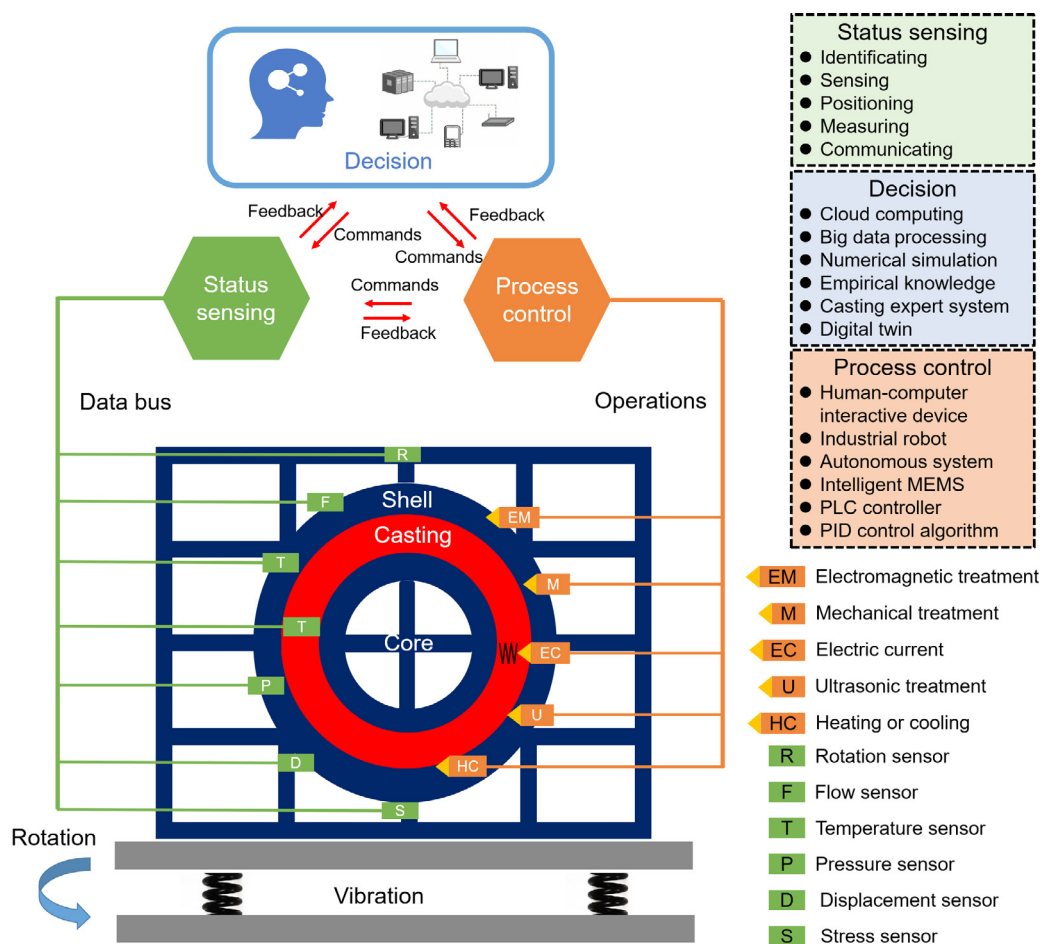 Decision
Feedback
Commands
Feedback
Commands
Status
sensing
Commands
Feedback
Process
control
Data bus
Operations
R
F
Shell
EM
Casting
T
M
T
Core
EC
P
U
D
HC
S
Rotation
Vibration
Status sensing
● Identificating
● Sensing
● Positioning
● Measuring
● Communicating
Decision
● Cloud computing
● Big data processing
● Numerical simulation
● Empirical knowledge
● Casting expert system
● Digital twin
Process control
● Human-computer
interactive device
● Industrial robot
● Autonomous system
● Intelligent MEMS
● PLC controller
● PID control algorithm
EM Electromagnetic treatment
M Mechanical treatment
EC Electric current
U Ultrasonic treatment
HC Heating or cooling
R Rotation sensor
F Flow sensor
T Temperature sensor
P Pressure sensor
D Displacement sensor
S Stress sensor